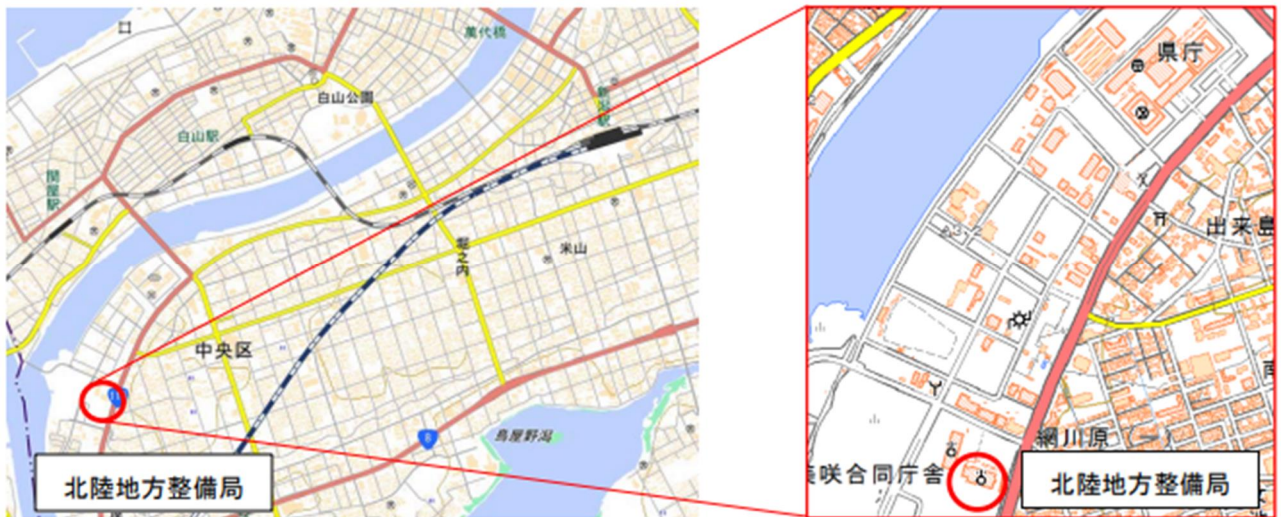 萬代橋
白山公園
新潟駅
白山駅
関屋駅
堀之内
米山
中央区
8
鳥屋野潟
北陸地方整備局
県庁
出来島
網川原(一)
咲合同庁舎
北陸地方整備局